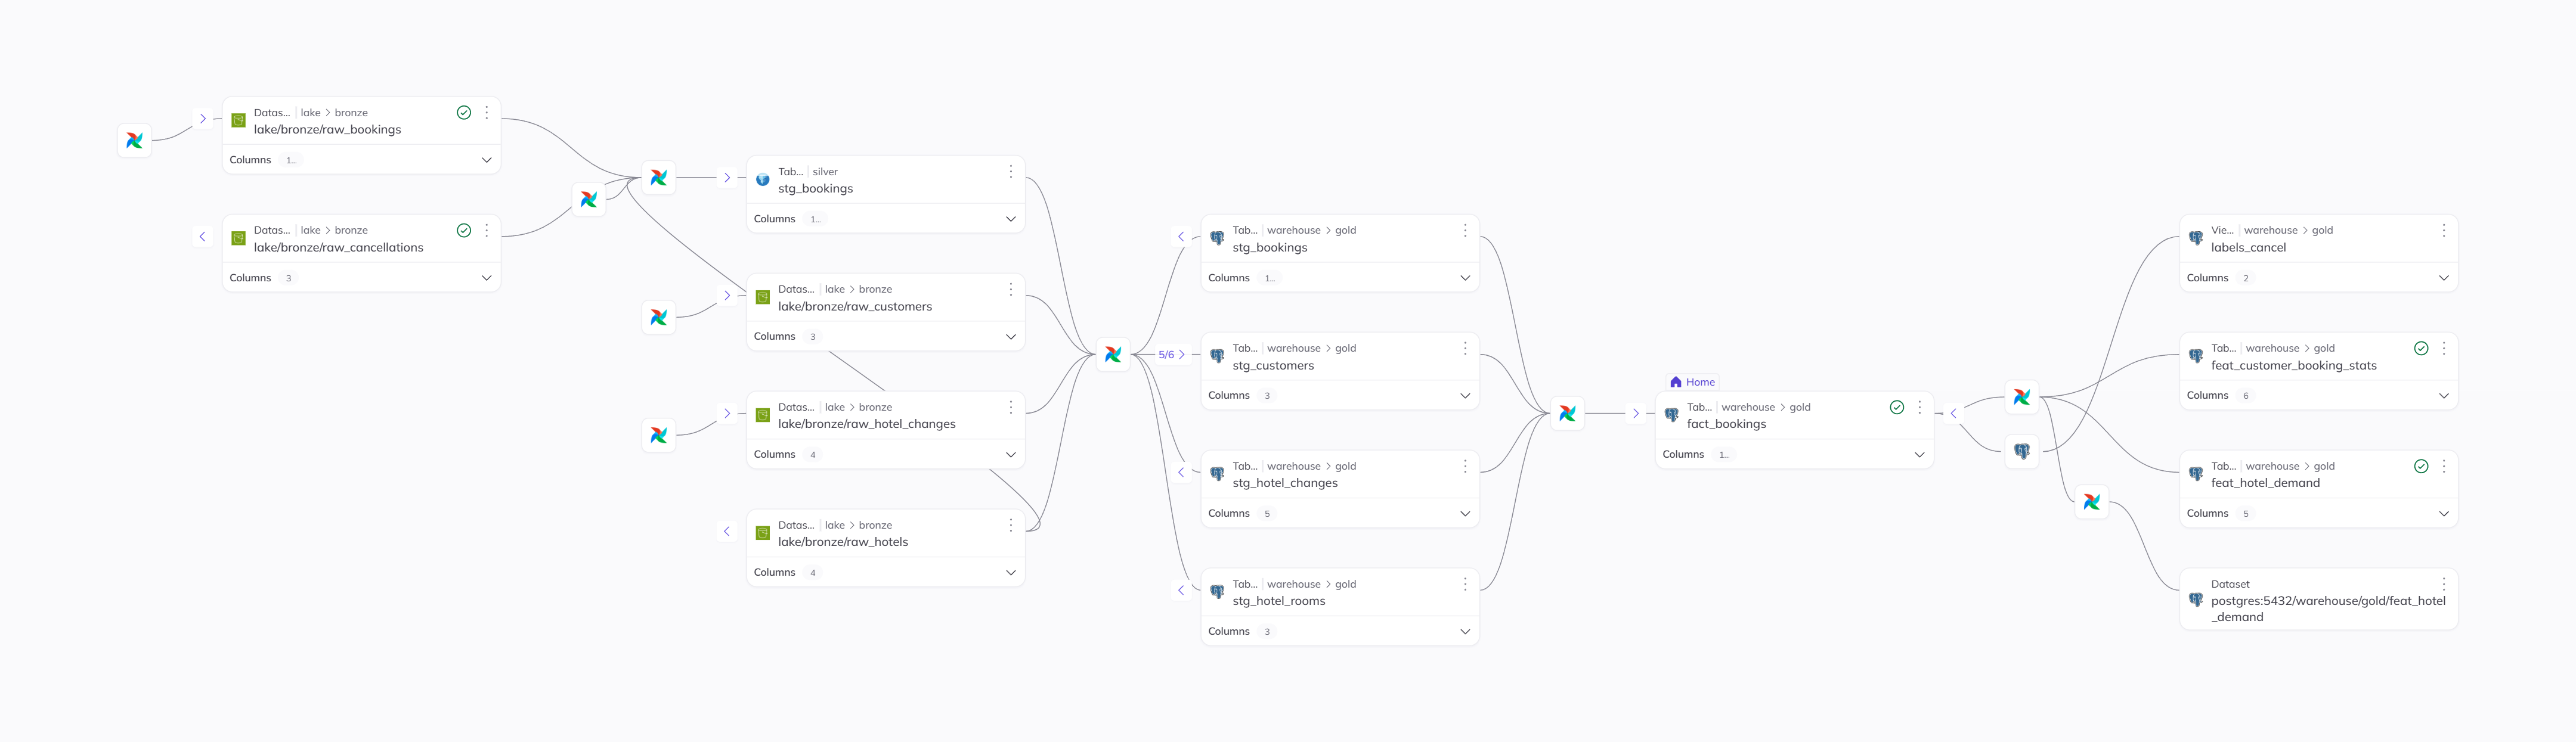 Datas... | lake > bronze
lake/bronze/raw_bookings
Columns 1...
Datas... | lake > bronze
lake/bronze/raw_cancellations
Columns 3
Tab... | silver
stg_bookings
Columns 1...
Datas... | lake > bronze
lake/bronze/raw_customers
Columns 3
Datas... | lake > bronze
lake/bronze/raw_hotel_changes
Columns 4
Datas... | lake > bronze
lake/bronze/raw_hotels
Columns 4
5/6
Tab... | warehouse > gold
stg_bookings
Columns 1...
Tab... | warehouse > gold
stg_customers
Columns 3
Tab... | warehouse > gold
stg_hotel_changes
Columns 5
Tab... | warehouse > gold
stg_hotel_rooms
Columns 3
Home
Tab... | warehouse > gold
fact_bookings
Columns 1...
Vie... | warehouse > gold
labels_cancel
Columns 2
Tab... | warehouse > gold
feat_customer_booking_stats
Columns 6
Tab... | warehouse > gold
feat_hotel_demand
Columns 5
Dataset
postgres:5432/warehouse/gold/feat_hotel
_demand